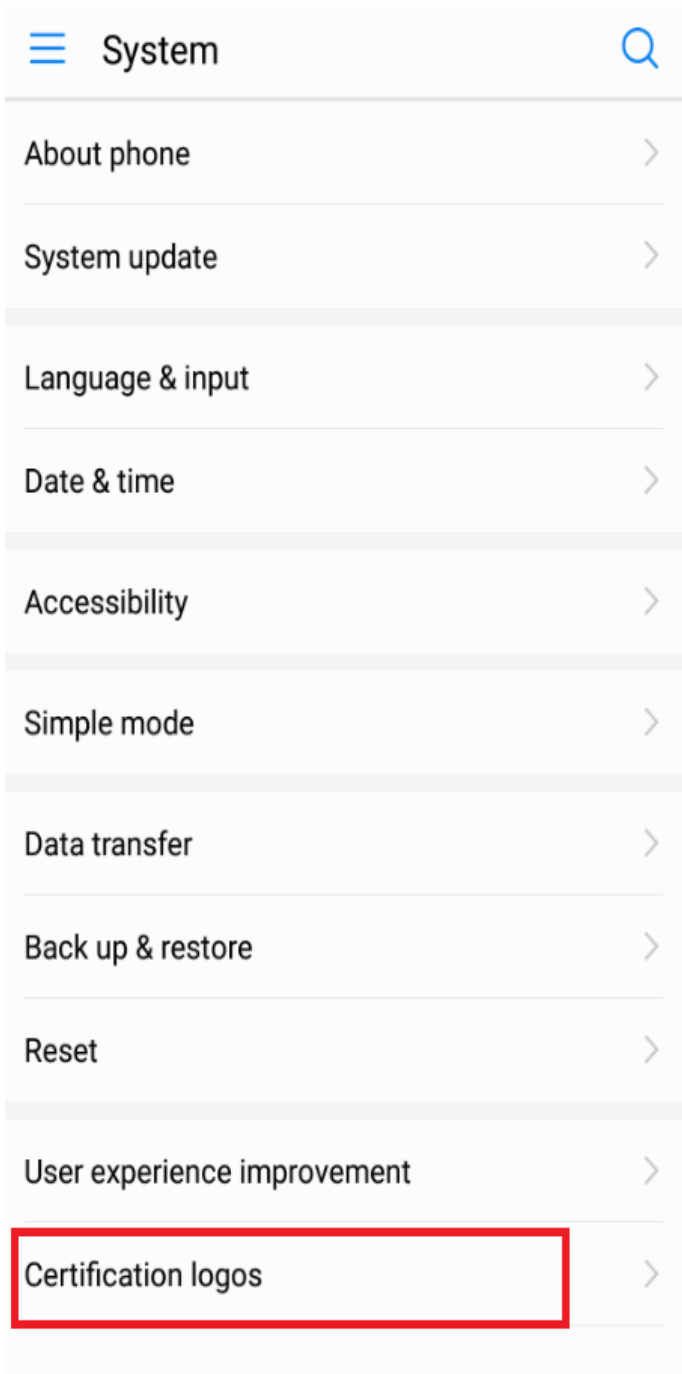 System
About phone
System update
Language & input
Date & time
Accessibility
Simple mode
Data transfer
Back up & restore
Reset
User experience improvement
Certification logos